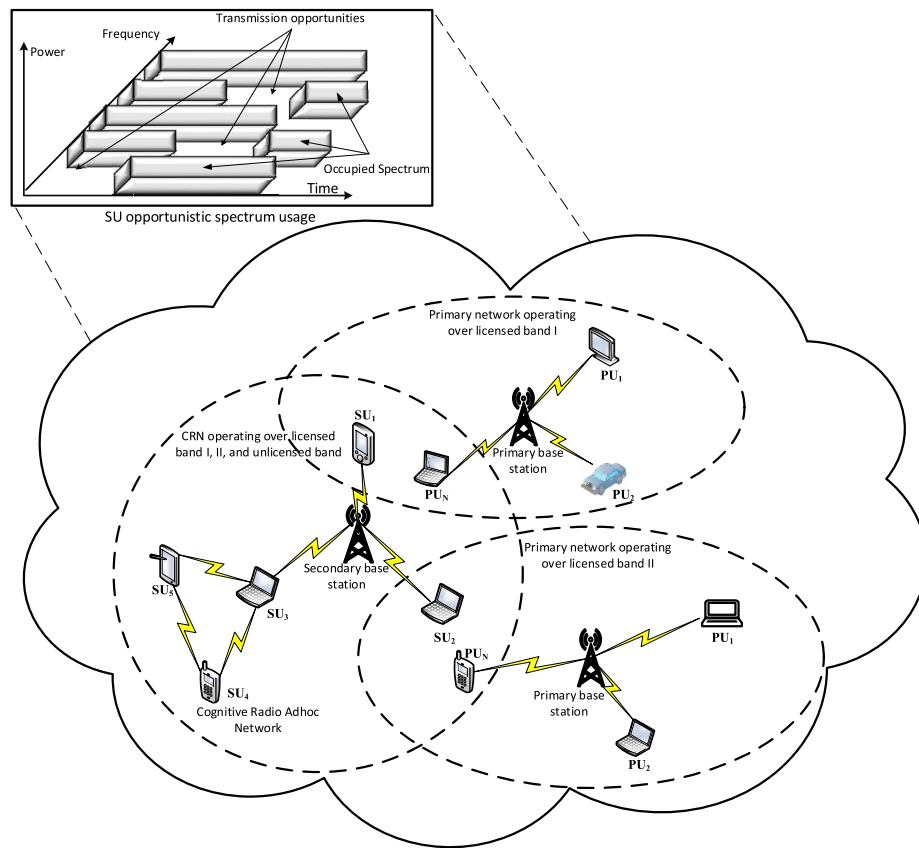 Transmission opportunities
Frequency
Power
Occupied Spectrum
Time
SU opportunistic spectrum usage
Primary network operating
over licensed band I
PU₁
SU₁
CRN operating over licensed
band I, II, and unlicensed band
Primary base
station
PU_N
PU₂
Primary network operating
over licensed band II
Secondary base
station
SU₅
SU₃
SU₂
PU₁
PU_N
SU₄
Primary base
station
Cognitive Radio Adhoc
Network
PU₂